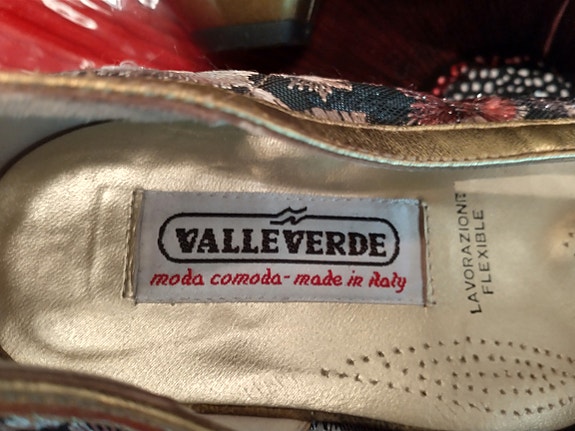 VALLEVERDE
moda comoda - made in italy
LAVORAZIONE
FLEXIBLE